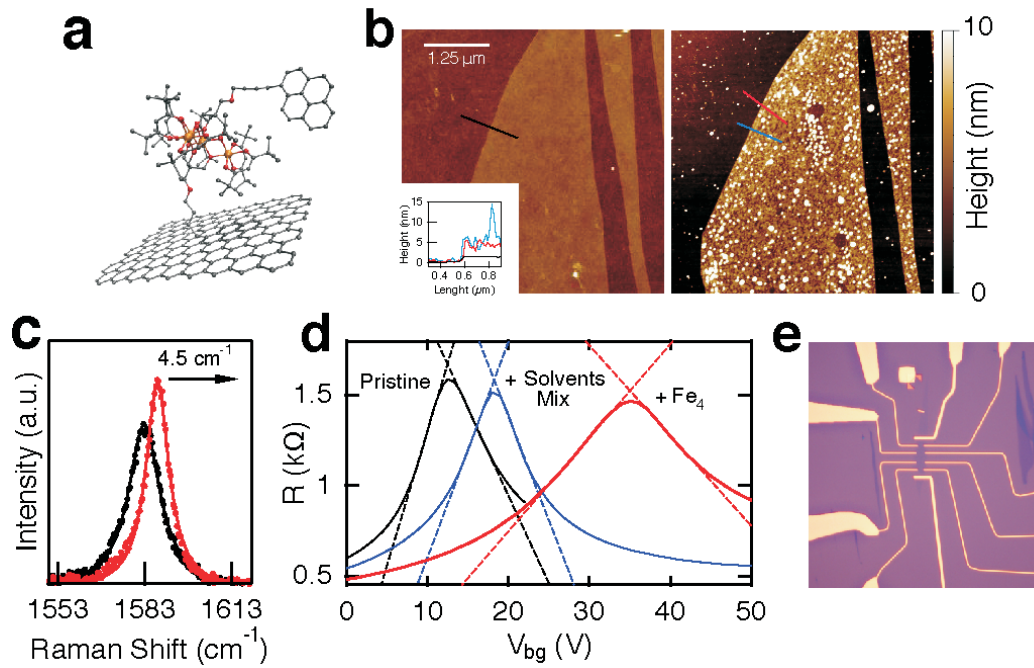 a
b
1.25 µm
10
Height (nm)
0
15
10
5
0
Height
(nm)
0.4 0.6 0.8
Lenght (µm)
c
4.5 cm⁻¹
Intensity (a.u.)
1553 1583 1613
Raman Shift (cm⁻¹)
d
Pristine
+ Solvents
Mix
+ Fe₄
1.5
1
0.5
R (kΩ)
0 10 20 30 40 50
V_bg (V)
e